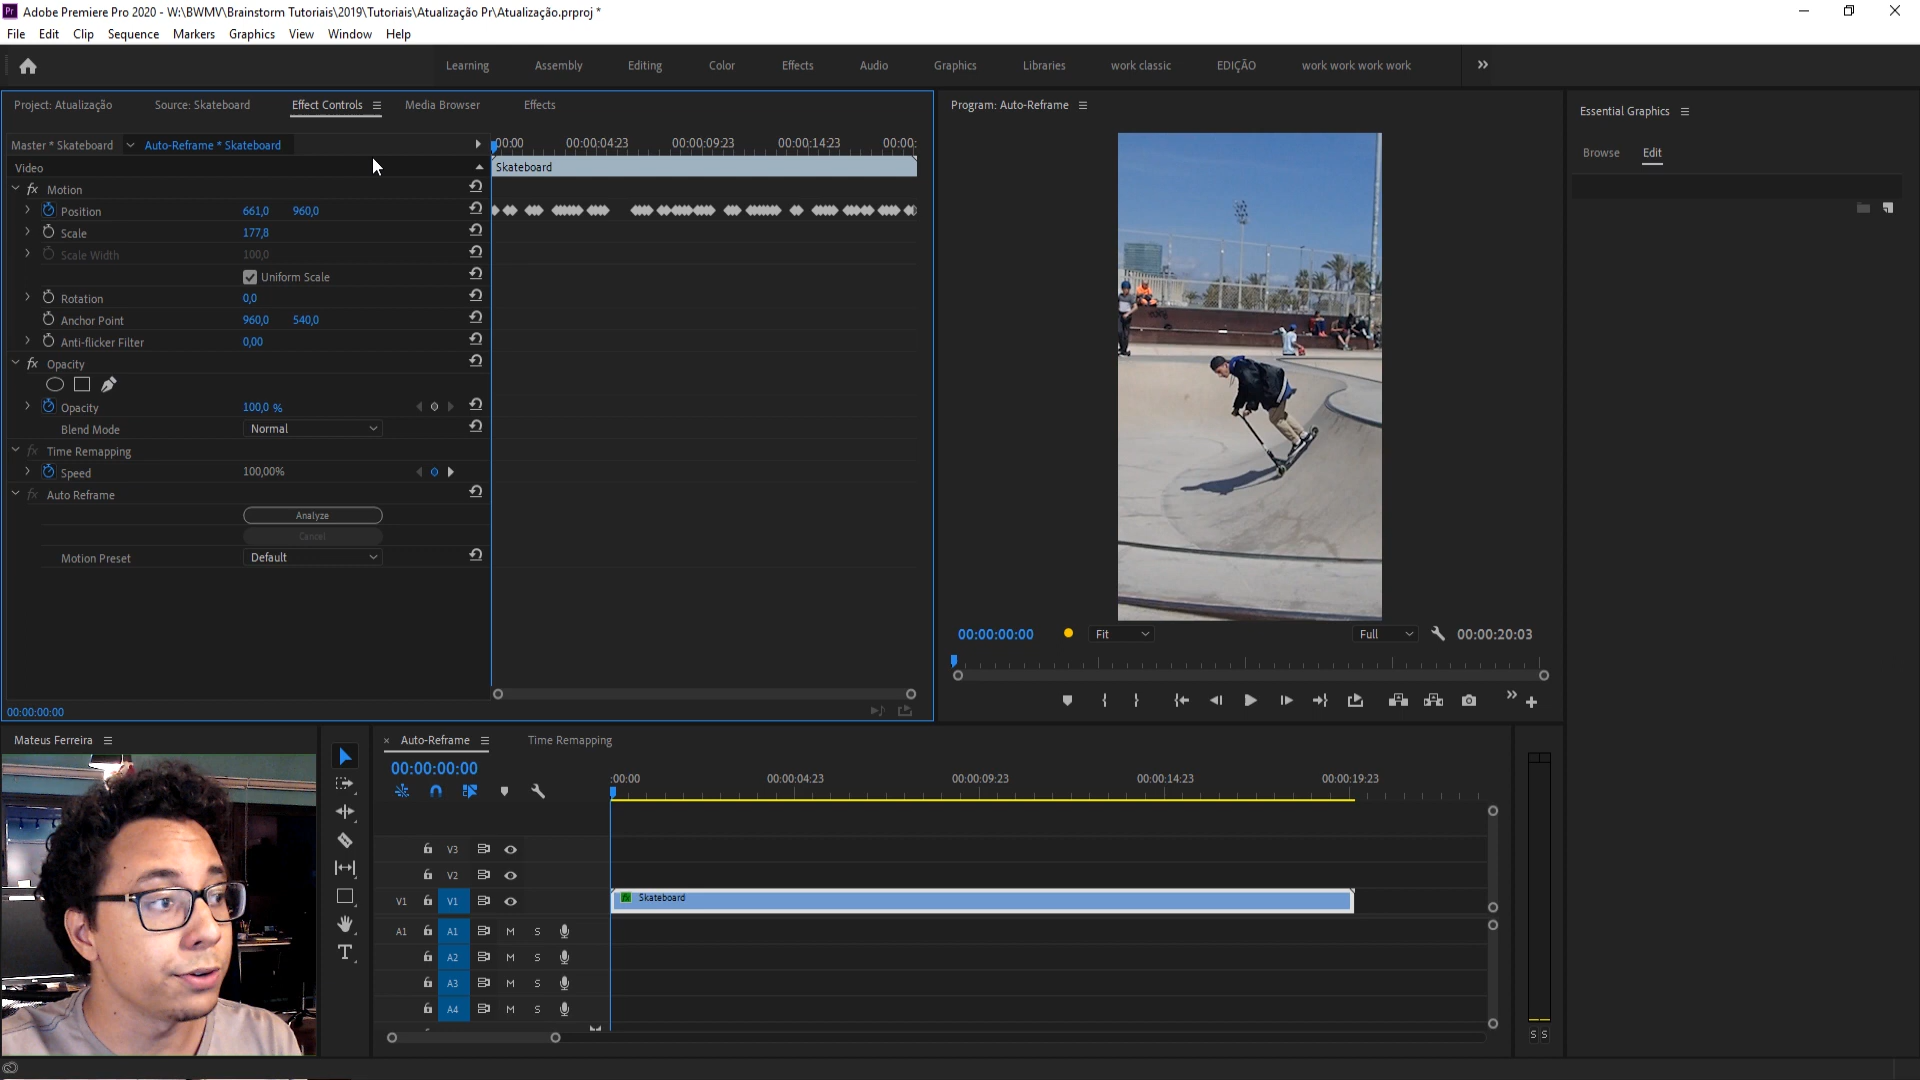 Pr Adobe Premiere Pro 2020 - W:\BWMV\Brainstorm Tutoriais\2019\Tutoriais\Atualização Pr\Atualização.prproj *
File Edit Clip Sequence Markers Graphics View Window Help
Learning Assembly Editing Color Effects Audio Graphics Libraries work classic EDIÇÃO work work work work
Project: Atualização Source: Skateboard Effect Controls Media Browser Effects
Program: Auto-Reframe
Essential Graphics
Browse Edit
Master * Skateboard Auto-Reframe * Skateboard
00:00 00:00:04:23 00:00:09:23 00:00:14:23 00:00:
Video
Skateboard
fx Motion
Position 661,0 960,0
Scale 177,8
Scale Width 100,0
Uniform Scale
Rotation 0,0
Anchor Point 960,0 540,0
Anti-flicker Filter 0,00
fx Opacity
Opacity 100,0 %
Blend Mode Normal
fx Time Remapping
Speed 100,00%
fx Auto Reframe
Analyze
Cancel
Motion Preset Default
00:00:00:00
00:00:00:00 Fit Full 00:00:20:03
Mateus Ferreira
× Auto-Reframe Time Remapping
00:00:00:00
:00:00 00:00:04:23 00:00:09:23 00:00:14:23 00:00:19:23
V3
V2
V1 V1
fx Skateboard
A1 A1 M S
A2 M S
A3 M S
A4 M S
S S
T